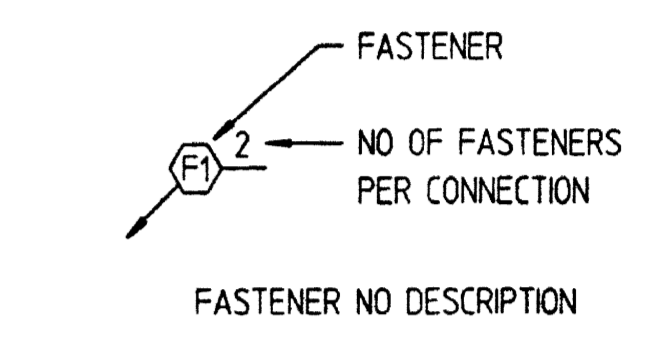 FASTENER
2
NO OF FASTENERS
F1
PER CONNECTION
FASTENER NO DESCRIPTION